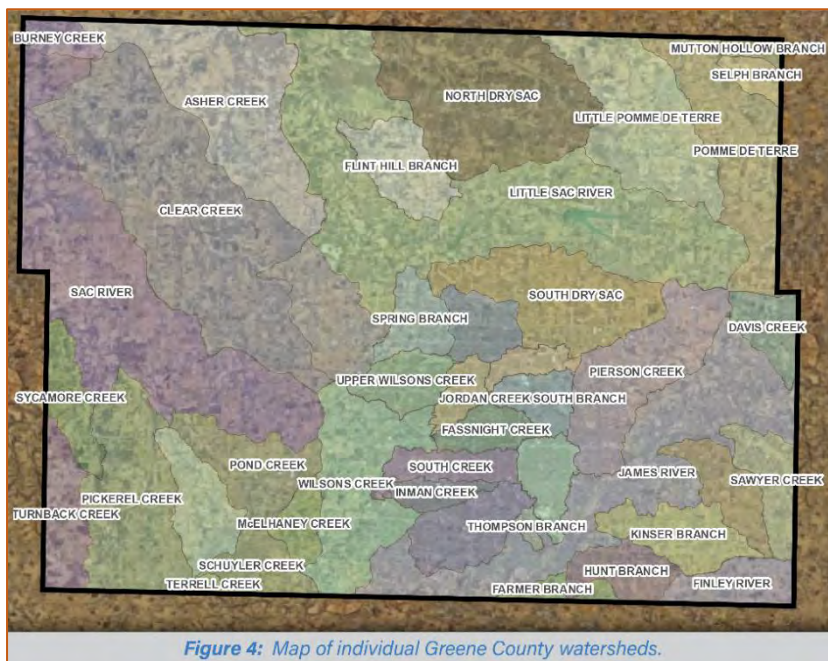 BURNEY CREEK
MUTTON HOLLOW BRANCH
SELPH BRANCH
ASHER CREEK
NORTH DRY SAC
LITTLE POMME DE TERRE
POMME DE TERRE
FLINT HILL BRANCH
LITTLE SAC RIVER
CLEAR CREEK
SAC RIVER
SOUTH DRY SAC
SPRING BRANCH
DAVIS CREEK
PIERSON CREEK
UPPER WILSONS CREEK
SYCAMORE CREEK
JORDAN CREEK SOUTH BRANCH
FASSNIGHT CREEK
POND CREEK
SOUTH CREEK
JAMES RIVER
SAWYER CREEK
WILSONS CREEK
INMAN CREEK
PICKEREL CREEK
TURNBACK CREEK
McELHANEY CREEK
THOMPSON BRANCH
KINSER BRANCH
SCHUYLER CREEK
HUNT BRANCH
TERRELL CREEK
FARMER BRANCH
FINLEY RIVER
Figure 4: Map of individual Greene County watersheds.